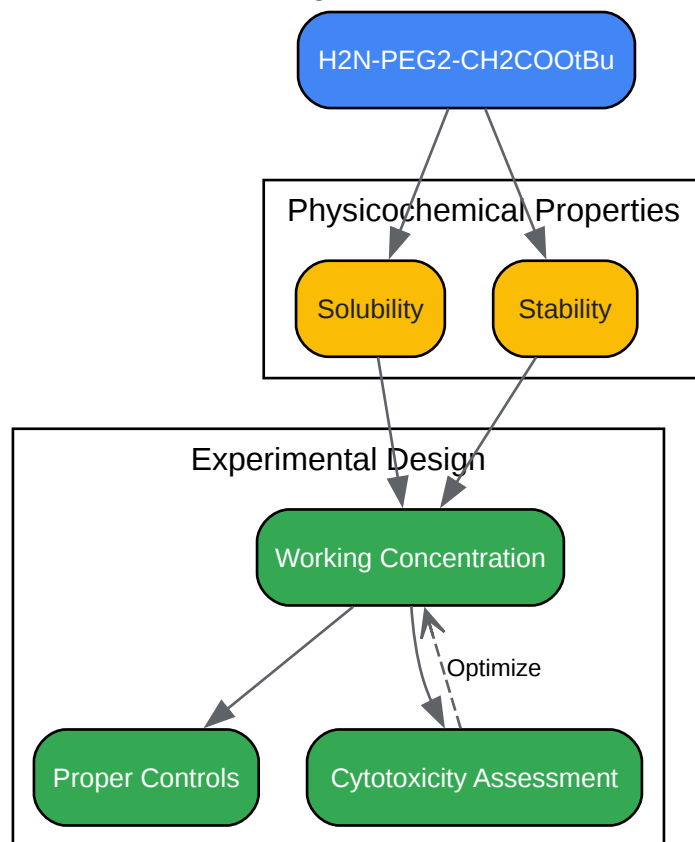 H2N-PEG2-CH2COOtBu
Physicochemical Properties
Solubility
Stability
Experimental Design
Working Concentration
Optimize
Proper Controls
Cytotoxicity Assessment